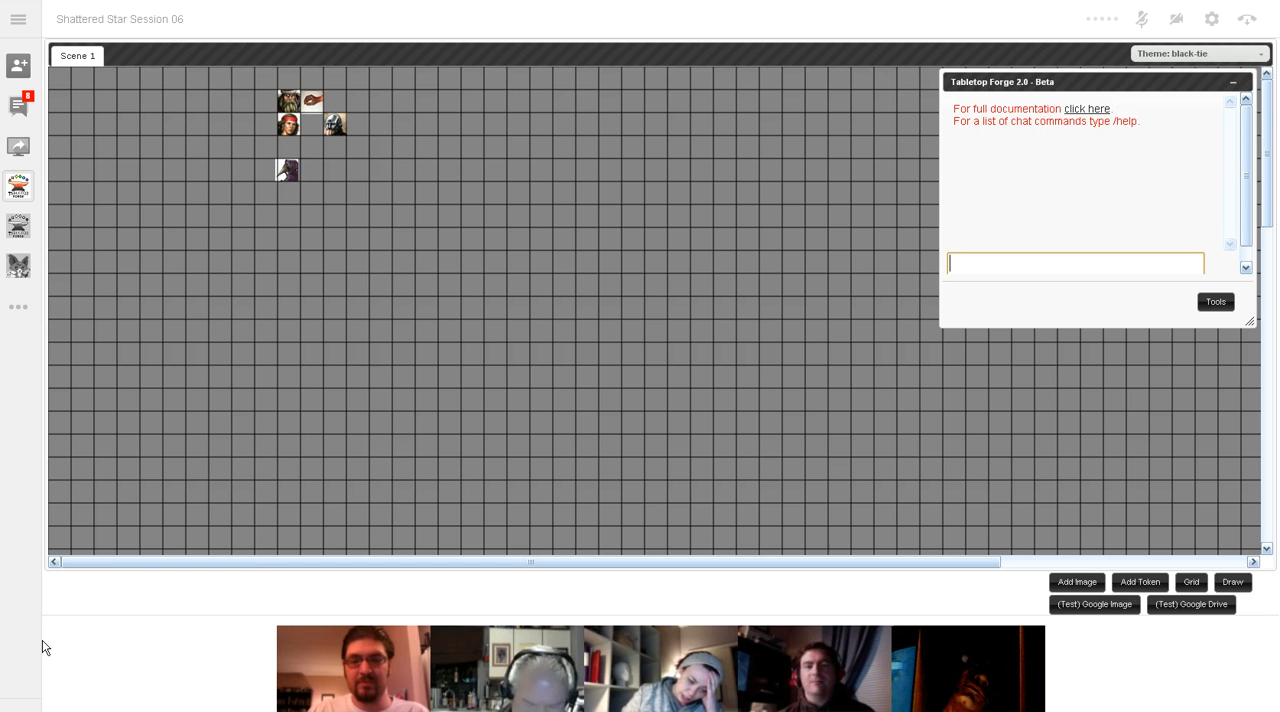 Shattered Star Session 06
Scene 1
Theme: black-tie
8
Tabletop Forge 2.0 - Beta
For full documentation click here.
For a list of chat commands type /help.
Tools
Add Image
Add Token
Grid
Draw
(Test) Google Image
(Test) Google Drive